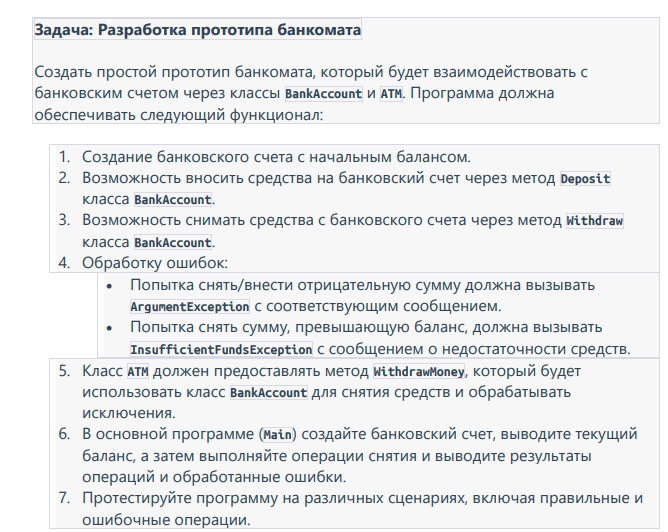 Задача: Разработка прототипа банкомата
Создать простой прототип банкомата, который будет взаимодействовать с
банковским счетом через классы BankAccount и ATM. Программа должна
обеспечивать следующий функционал:
1. Создание банковского счета с начальным балансом.
2. Возможность вносить средства на банковский счет через метод Deposit
класса BankAccount.
3. Возможность снимать средства с банковского счета через метод Withdraw
класса BankAccount.
4. Обработку ошибок:
• Попытка снять/внести отрицательную сумму должна вызывать
ArgumentException с соответствующим сообщением.
• Попытка снять сумму, превышающую баланс, должна вызывать
InsufficientFundsException с сообщением о недостаточности средств.
5. Класс ATM должен предоставлять метод WithdrawMoney, который будет
использовать класс BankAccount для снятия средств и обрабатывать
исключения.
6. В основной программе (Main) создайте банковский счет, выводите текущий
баланс, а затем выполняйте операции снятия и выводите результаты
операций и обработанные ошибки.
7. Протестируйте программу на различных сценариях, включая правильные и
ошибочные операции.